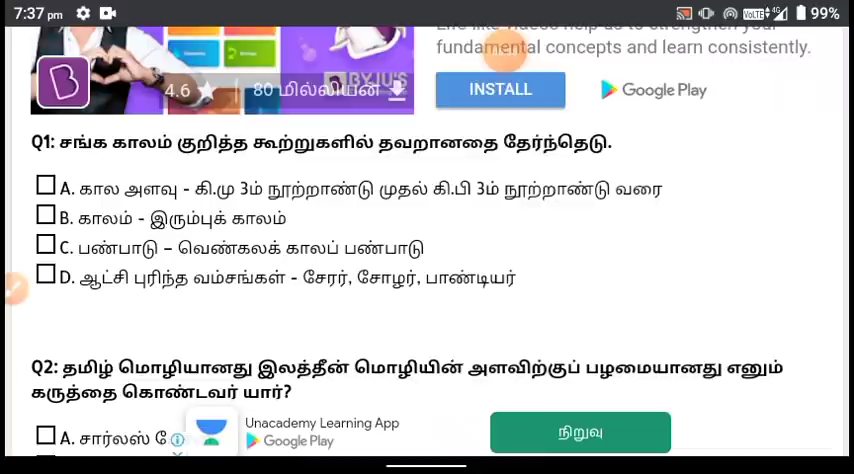 7:37 pm
VoLTE 4G 99%
fundamental concepts and learn consistently.
4.6 ★ | 80 மில்லியன்
BYJU'S
INSTALL
Google Play
Q1: சங்க காலம் குறித்த கூற்றுகளில் தவறானதை தேர்ந்தெடு.
A. கால அளவு - கி.மு 3ம் நூற்றாண்டு முதல் கி.பி 3ம் நூற்றாண்டு வரை
B. காலம் - இரும்புக் காலம்
C. பண்பாடு – வெண்கலக் காலப் பண்பாடு
D. ஆட்சி புரிந்த வம்சங்கள் - சேரர், சோழர், பாண்டியர்
Q2: தமிழ் மொழியானது இலத்தீன் மொழியின் அளவிற்குப் பழமையானது எனும்
கருத்தை கொண்டவர் யார்?
Unacademy Learning App
Google Play
நிறுவு
A. சார்லஸ்